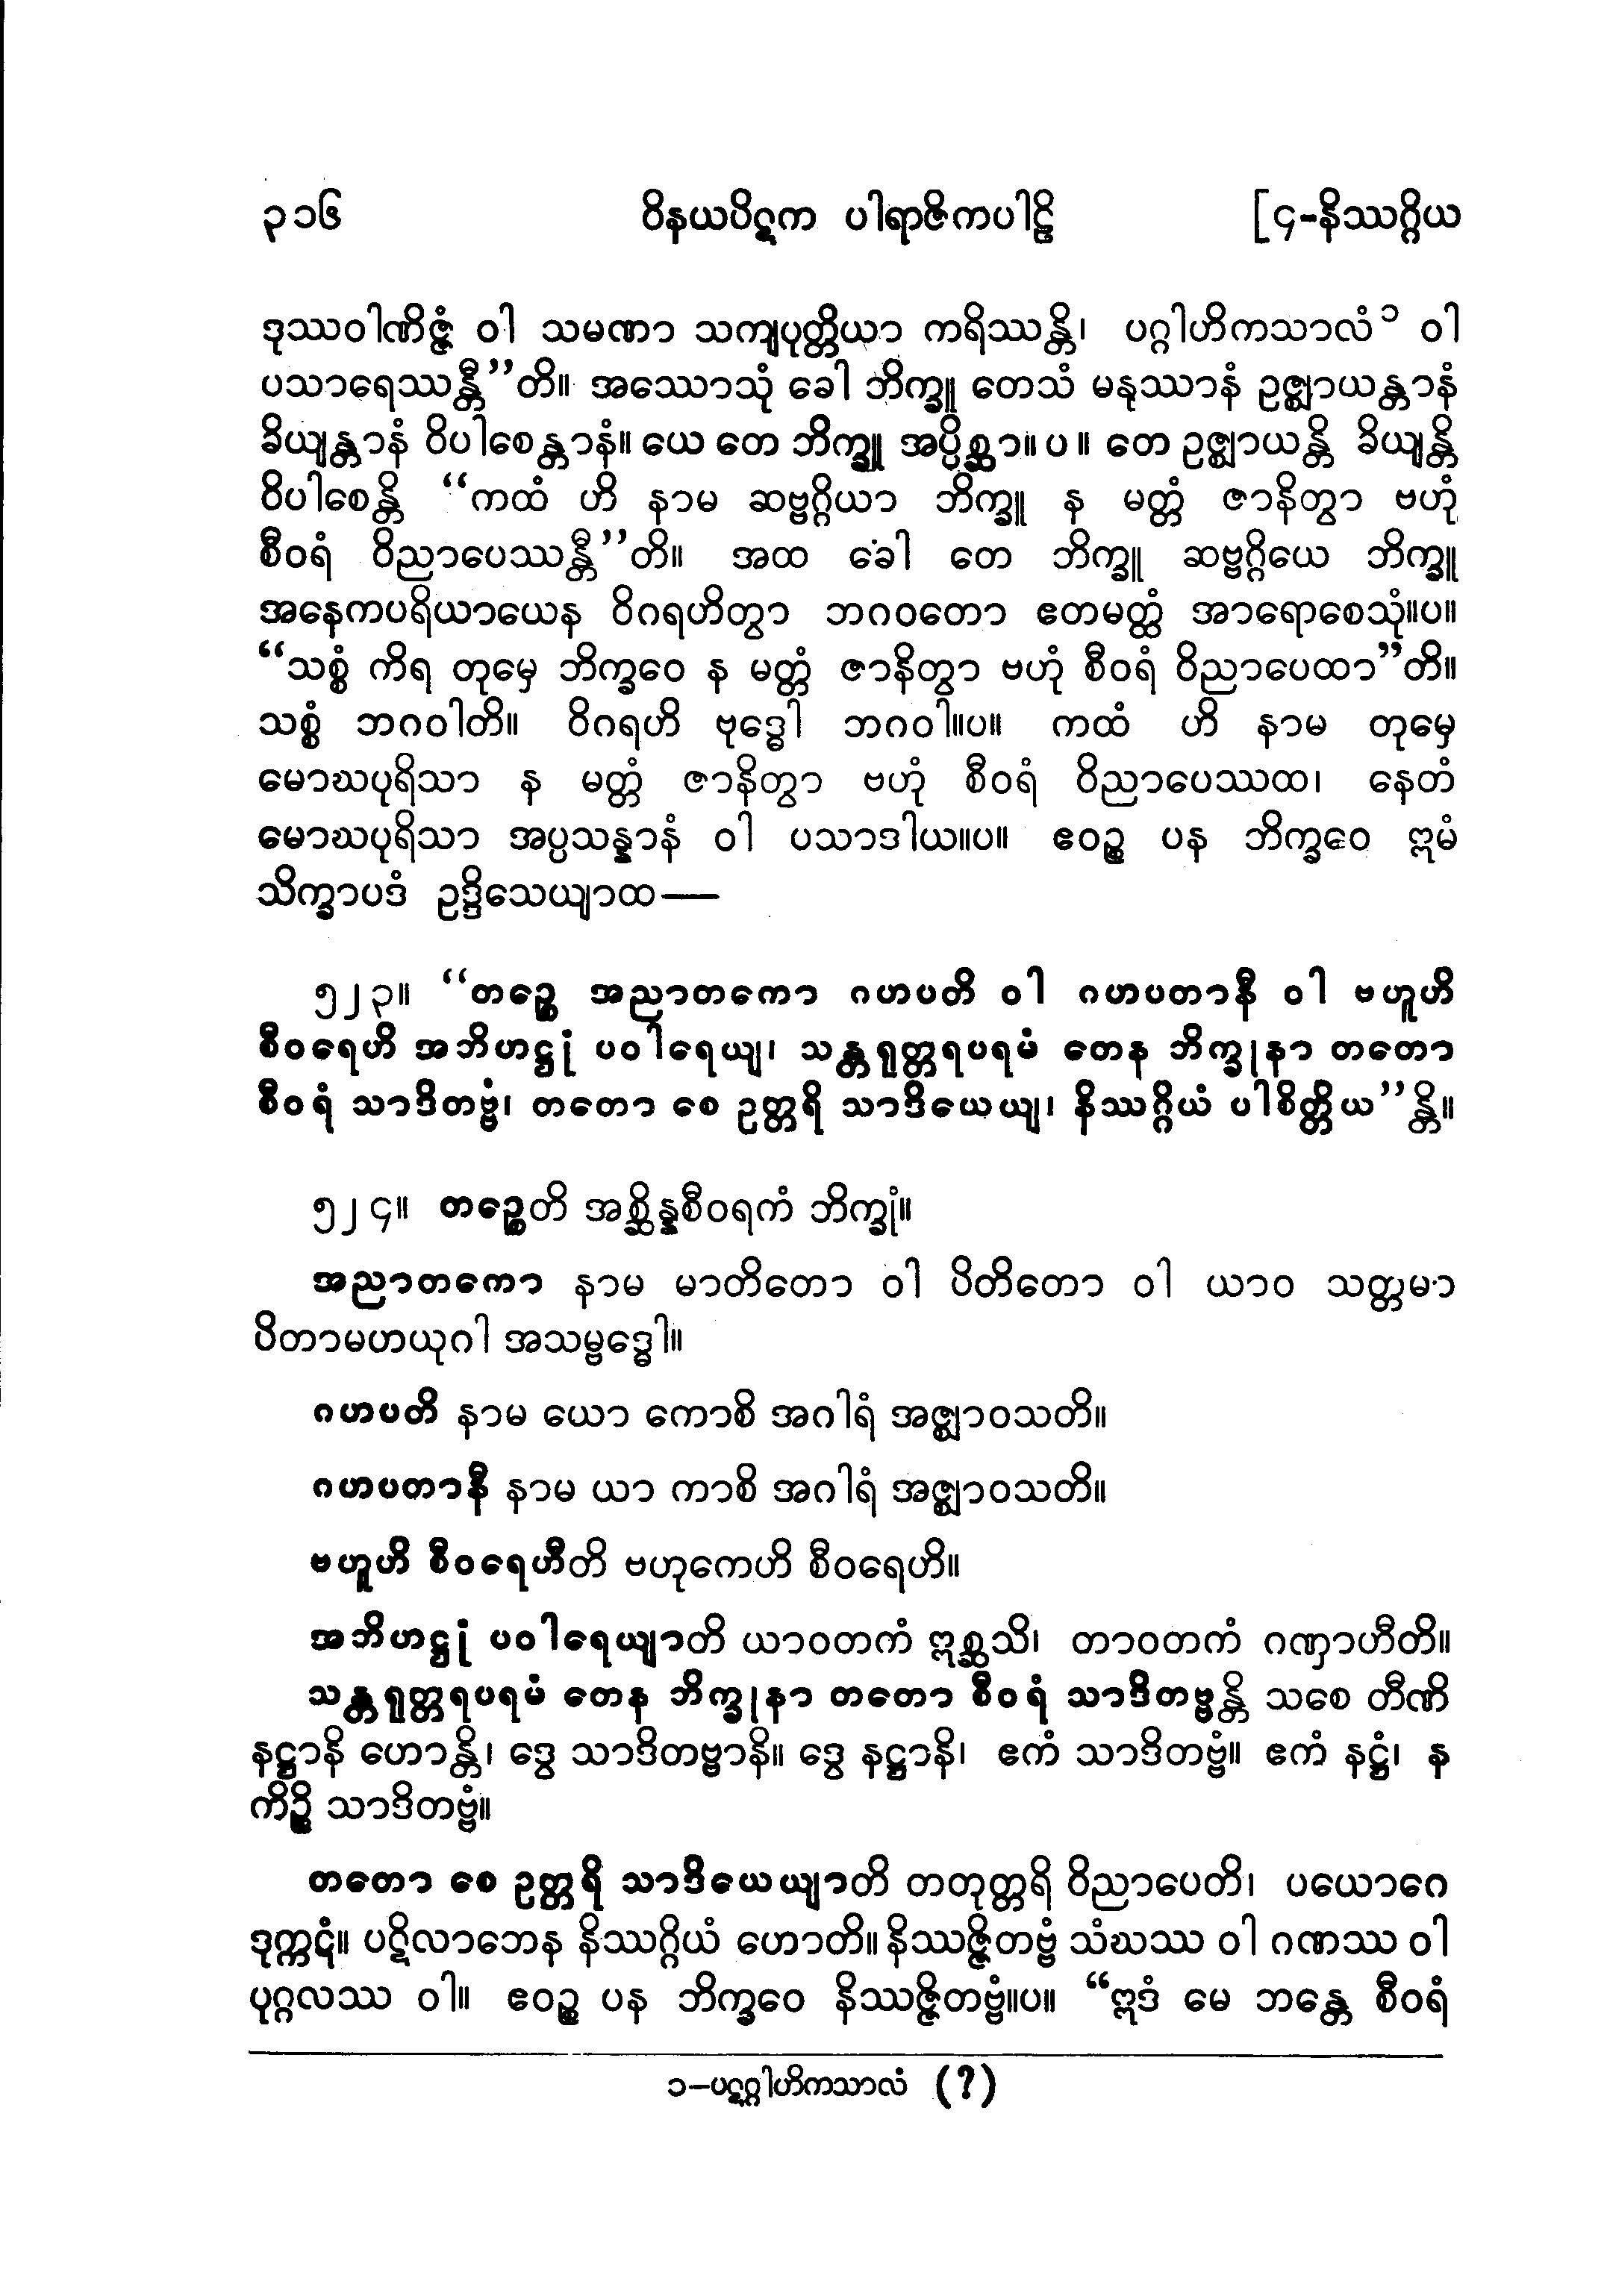 ၃၁၆ ဝိနယပိဋက ပါရာဇိကပါဠိ [၄-နိဿဂ္ဂိယ
ဒုဿဝါဏိဇ္ဇံ ဝါ သမဏာ သကျပုတ္တိယာ ကရိဿန္တိ၊ ပဂ္ဂါဟိကသာလံ၁ ဝါ
ပသာရေဿန္တီ”တိ။ အဿောသုံ ခေါ ဘိက္ခူ တေသံ မနုဿာနံ ဥဇ္ဈာယန္တာနံ
ခိယျန္တာနံ ဝိပါစေန္တာနံ။ ယေ တေ ဘိက္ခူ အပ္ပိစ္ဆာ။ ပ ။ တေ ဥဇ္ဈာယန္တိ ခိယျန္တိ
ဝိပါစေန္တိ “ကထံ ဟိ နာမ ဆဗ္ဗဂ္ဂိယာ ဘိက္ခူ န မတ္တံ ဇာနိတွာ ဗဟုံ
စီဝရံ ဝိညာပေဿန္တီ”တိ။ အထ ခေါ တေ ဘိက္ခူ ဆဗ္ဗဂ္ဂိယေ ဘိက္ခူ
အနေကပရိယာယေန ဝိဂရဟိတွာ ဘဂဝတော ဧတမတ္ထံ အာရောစေသုံ။ပ။
“သစ္စံ ကိရ တုမှေ ဘိက္ခဝေ န မတ္တံ ဇာနိတွာ ဗဟုံ စီဝရံ ဝိညာပေထာ”တိ။
သစ္စံ ဘဂဝါတိ။ ဝိဂရဟိ ဗုဒ္ဓေါ ဘဂဝါ။ပ။ ကထံ ဟိ နာမ တုမှေ
မောဃပုရိသာ န မတ္တံ ဇာနိတွာ ဗဟုံ စီဝရံ ဝိညာပေဿထ၊ နေတံ
မောဃပုရိသာ အပ္ပသန္နာနံ ဝါ ပသာဒါယ။ပ။ ဧဝဉ္စ ပန ဘိက္ခဝေ ဣမံ
သိက္ခာပဒံ ဥဒ္ဒိသေယျာထ—
၅၂၃။ “တဉ္စေ အညာတကော ဂဟပတိ ဝါ ဂဟပတာနီ ဝါ ဗဟူဟိ
စီဝရေဟိ အဘိဟဋ္ဌုံ ပဝါရေယျ၊ သန္တရုတ္တရပရမံ တေန ဘိက္ခုနာ တတော
စီဝရံ သာဒိတဗ္ဗံ၊ တတော စေ ဥတ္တရိ သာဒိယေယျ၊ နိဿဂ္ဂိယံ ပါစိတ္တိယ”န္တိ။
၅၂၄။ တဉ္စေတိ အစ္ဆိန္နစီဝရကံ ဘိက္ခုံ။
အညာတကော နာမ မာတိတော ဝါ ပိတိတော ဝါ ယာဝ သတ္တမာ
ပိတာမဟယုဂါ အသမ္ဗဒ္ဓေါ။
ဂဟပတိ နာမ ယော ကောစိ အဂါရံ အဇ္ဈာဝသတိ။
ဂဟပတာနီ နာမ ယာ ကာစိ အဂါရံ အဇ္ဈာဝသတိ။
ဗဟူဟိ စီဝရေဟီတိ ဗဟုကေဟိ စီဝရေဟိ။
အဘိဟဋ္ဌုံ ပဝါရေယျာတိ ယာဝတကံ ဣစ္ဆသိ၊ တာဝတကံ ဂဏှာဟီတိ။
သန္တရုတ္တရပရမံ တေန ဘိက္ခုနာ တတော စီဝရံ သာဒိတဗ္ဗန္တိ သစေ တီဏိ
နဋ္ဌာနိ ဟောန္တိ၊ ဒွေ သာဒိတဗ္ဗာနိ။ ဒွေ နဋ္ဌာနိ၊ ဧကံ သာဒိတဗ္ဗံ။ ဧကံ နဋ္ဌံ၊ န
ကိဉ္စိ သာဒိတဗ္ဗံ။
တတော စေ ဥတ္တရိ သာဒိယေယျာတိ တတုတ္တရိ ဝိညာပေတိ၊ ပယောဂေ
ဒုက္ကဋံ။ ပဋိလာဘေန နိဿဂ္ဂိယံ ဟောတိ။ နိဿဇ္ဇိတဗ္ဗံ သံဃဿ ဝါ ဂဏဿ ဝါ
ပုဂ္ဂလဿ ဝါ။ ဧဝဉ္စ ပန ဘိက္ခဝေ နိဿဇ္ဇိတဗ္ဗံ။ပ။ “ဣဒံ မေ ဘန္တေ စီဝရံ
၁–ပဋဂ္ဂါဟိကသာလံ (?)